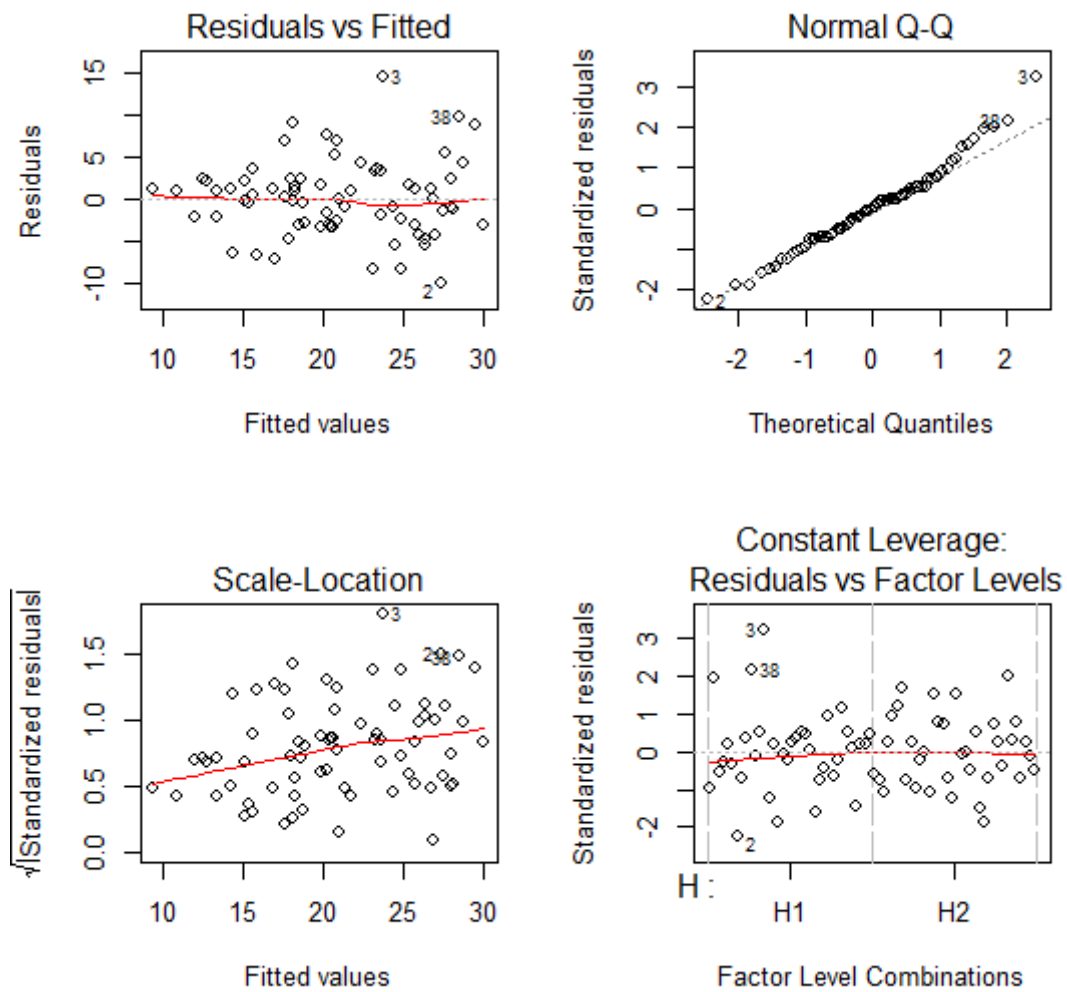 Residuals vs Fitted
Residuals
-10
0
5
15
3
38
2
10
15
20
25
30
Fitted values
Normal Q-Q
Standardized residuals
-2
0
1
2
3
3
38
2
-2
-1
0
1
2
Theoretical Quantiles
Scale-Location
√|Standardized residuals|
0.0
0.5
1.0
1.5
3
2
38
10
15
20
25
30
Fitted values
Constant Leverage:
Residuals vs Factor Levels
Standardized residuals
-2
0
1
2
3
3
38
2
H :
H1
H2
Factor Level Combinations